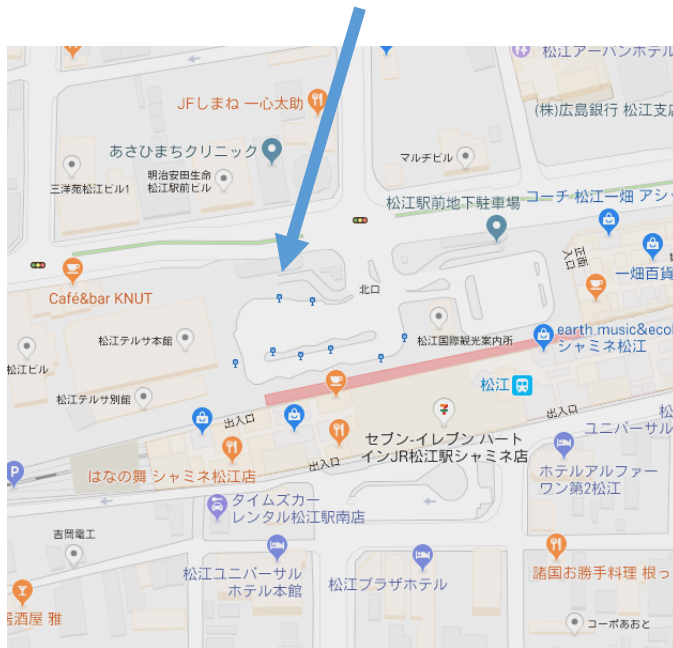 松江アーバンホテル
JFしまね 一心太助
(株)広島銀行 松江支店
あさひまちクリニック
マルチビル
三洋苑松江ビル1
明治安田生命
松江駅前ビル
松江駅前地下駐車場
コーチ 松江一畑 アシ
正面
入口
一畑百貨
北口
Café&bar KNUT
松江テルサ本館
松江国際観光案内所
earth music&ecol
シャミネ松江
松江ビル
松江
松江テルサ別館
出入口
出入口
セブン-イレブン ハート
インJR松江駅シャミネ店
ユニバーサル
はなの舞 シャミネ松江店
出入口
ホテルアルファー
ワン第2松江
P
タイムズカー
レンタル松江駅南店
吉岡電工
松江ユニバーサル
ホテル本館
松江プラザホテル
諸国お勝手料理 根っ
居酒屋 雅
コーポあおと